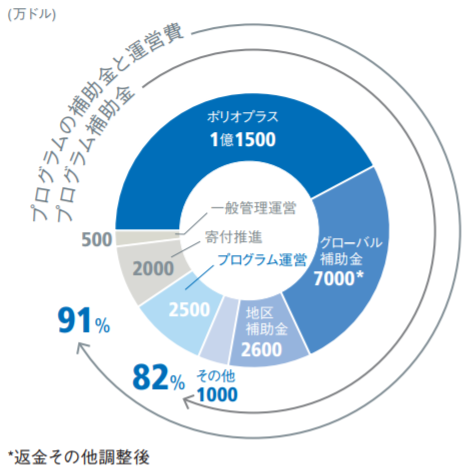 (万ドル)
プログラムの補助金と運営費
プログラム補助金
ポリオプラス
1億1500
一般管理運営
500
寄付推進
2000
プログラム運営
2500
グローバル
補助金
7000*
地区
補助金
2600
その他
1000
91%
82%
*返金その他調整後